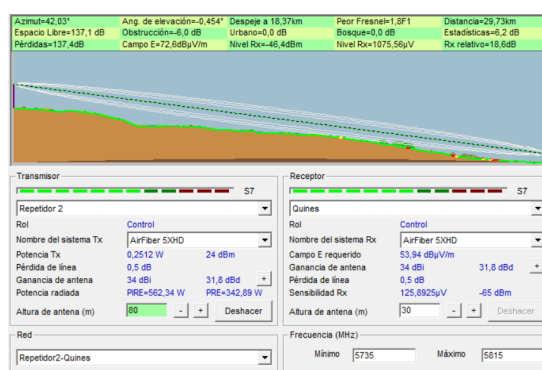 Azimut=42,03° Ang. de elevación=-0,454° Despeje a 18,37km Peor Fresnel=1,8F1 Distancia=29,73km
Espacio Libre=137,1 dB Obstrucción=-6,0 dB Urbano=0,0 dB Bosque=0,0 dB Estadísticas=6,2 dB
Pérdidas=137,4dB Campo E=72,6dBµV/m Nivel Rx=-46,4dBm Nivel Rx=1075,56µV Rx relativo=18,6dB
Transmisor
S7
Repetidor 2
Rol Control
Nombre del sistema Tx AirFiber 5XHD
Potencia Tx 0,2512 W 24 dBm
Pérdida de línea 0,5 dB
Ganancia de antena 34 dBi 31,8 dBd +
Potencia radiada PIRE=562,34 W PRE=342,89 W
Altura de antena (m) 80 - + Deshacer
Red
Repetidor2-Quines
Receptor
S7
Quines
Rol Control
Nombre del sistema Rx AirFiber 5XHD
Campo E requerido 53,94 dBµV/m
Ganancia de antena 34 dBi 31,8 dBd +
Pérdida de línea 0,5 dB
Sensibilidad Rx 125,8925µV -65 dBm
Altura de antena (m) 30 - + Deshacer
Frecuencia (MHz)
Mínimo 5735 Máximo 5815